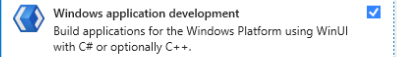 Windows application development
Build applications for the Windows Platform using WinUI
with C# or optionally C++.